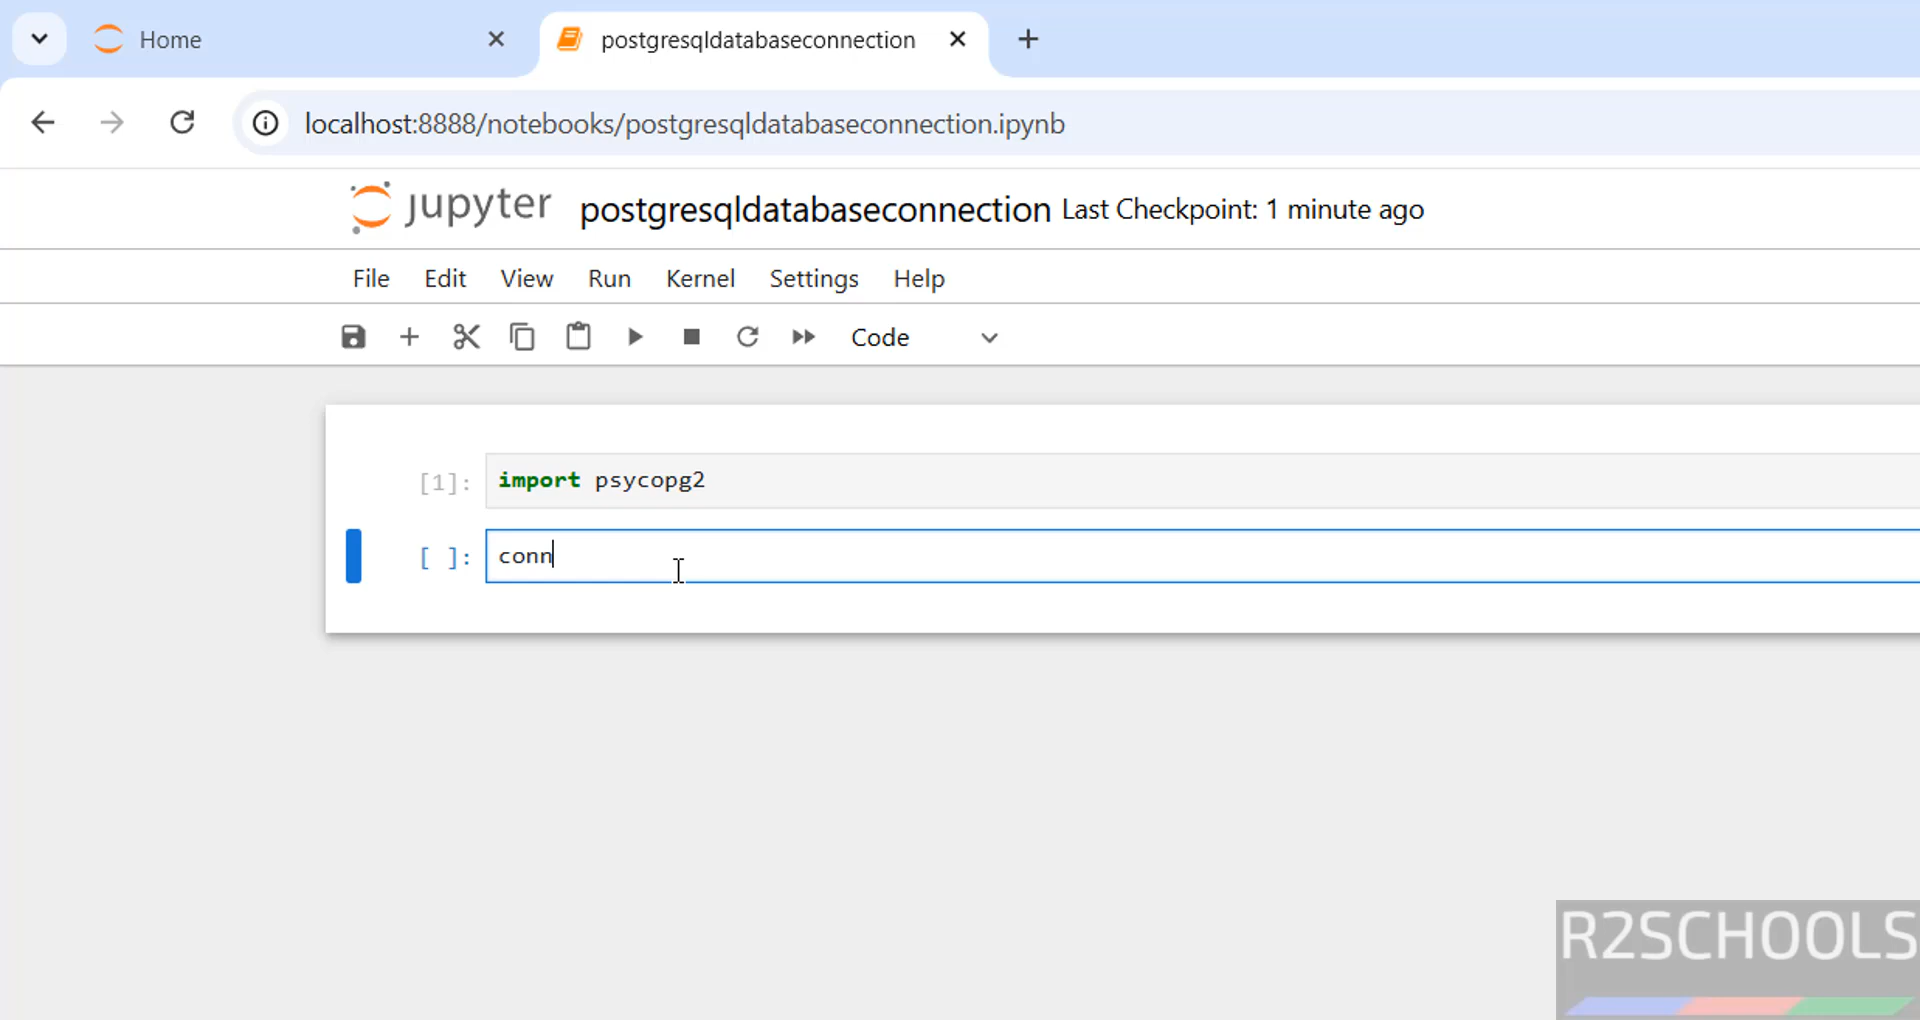 Home
postgresqldatabaseconnection
localhost:8888/notebooks/postgresqldatabaseconnection.ipynb
jupyter postgresqldatabaseconnection Last Checkpoint: 1 minute ago
File Edit View Run Kernel Settings Help
Code
[1]: import psycopg2
[ ]: conn
R2SCHOOLS